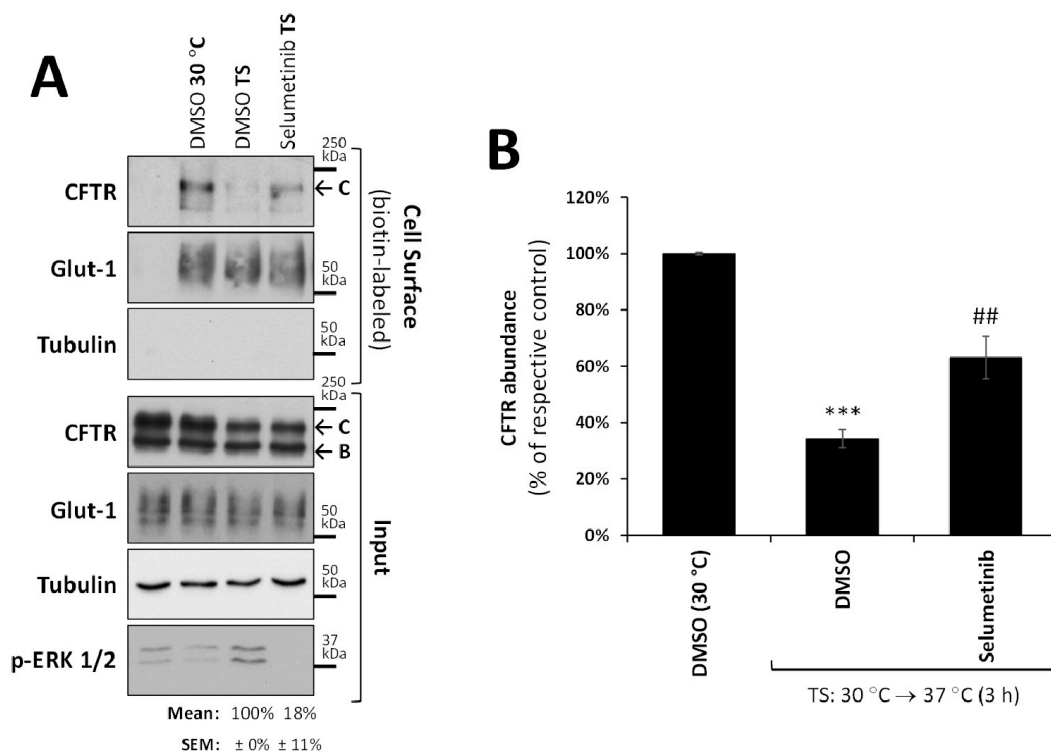 A
DMSO 30 °C
DMSO TS
Selumetinib TS
250
kDa
CFTR
← C
Glut-1
50
kDa
Tubulin
50
kDa
Cell Surface
(biotin-labeled)
250
kDa
CFTR
← C
← B
Glut-1
50
kDa
Tubulin
50
kDa
p-ERK 1/2
37
kDa
Input
Mean: 100% 18%
SEM: ± 0% ± 11%
B
CFTR abundance
(% of respective control)
120%
100%
80%
60%
40%
20%
0%
***
##
DMSO (30 °C)
DMSO
Selumetinib
TS: 30 °C → 37 °C (3 h)